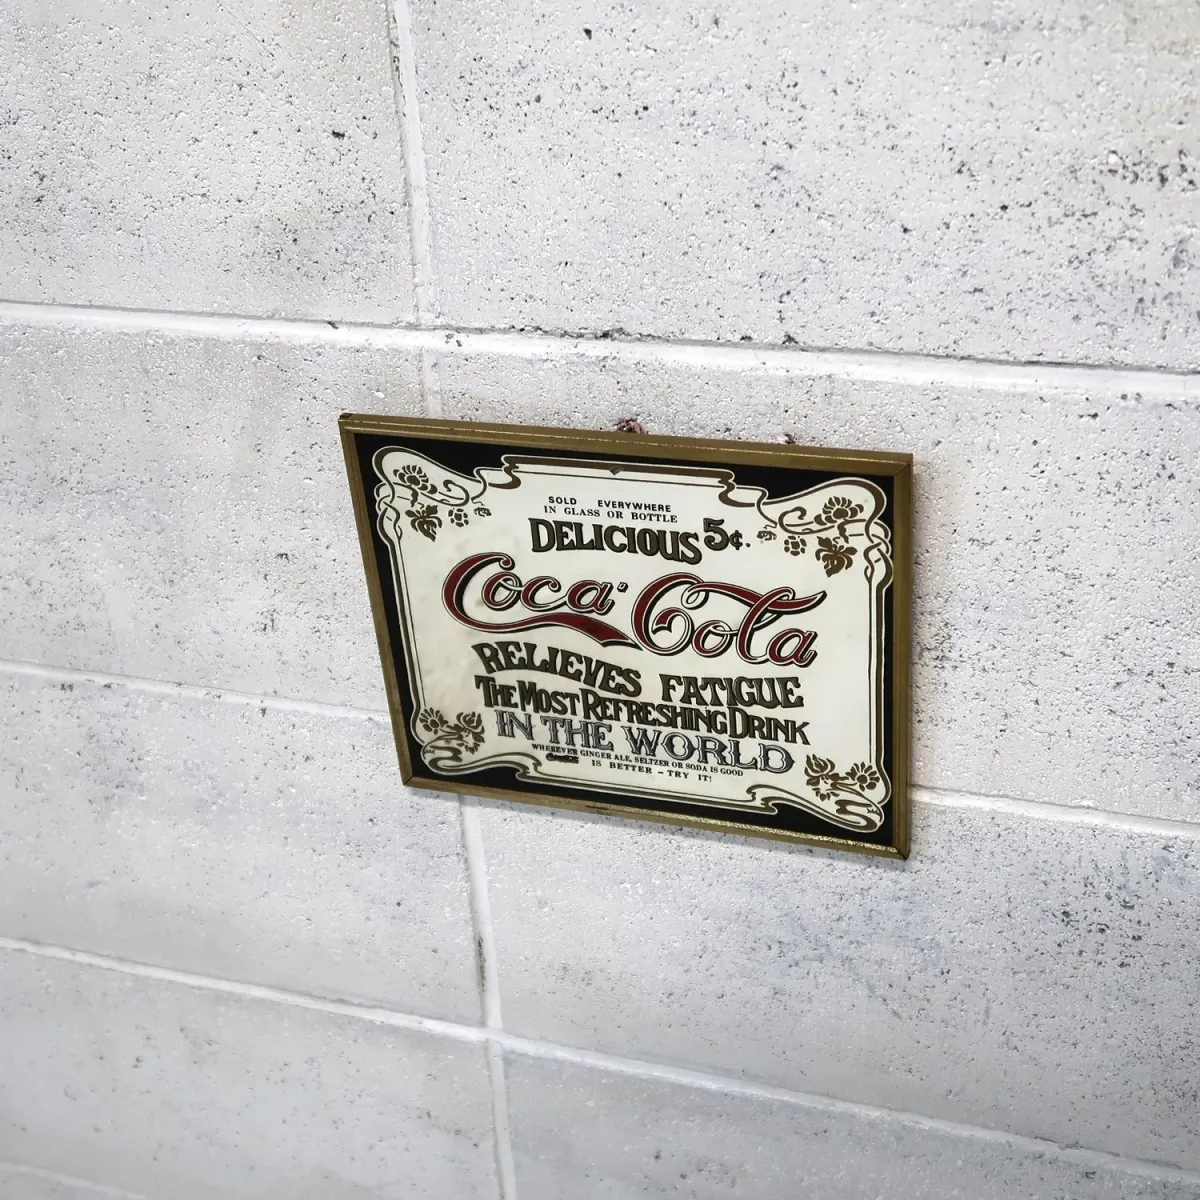 SOLD EVERYWHERE
IN GLASS OR BOTTLE
DELICIOUS 5¢.
Coca-Cola
RELIEVES FATIGUE
THE MOST REFRESHING DRINK
IN THE WORLD
WHEREVER GINGER ALE, SELTZER OR SODA IS GOOD
IS BETTER - TRY IT!